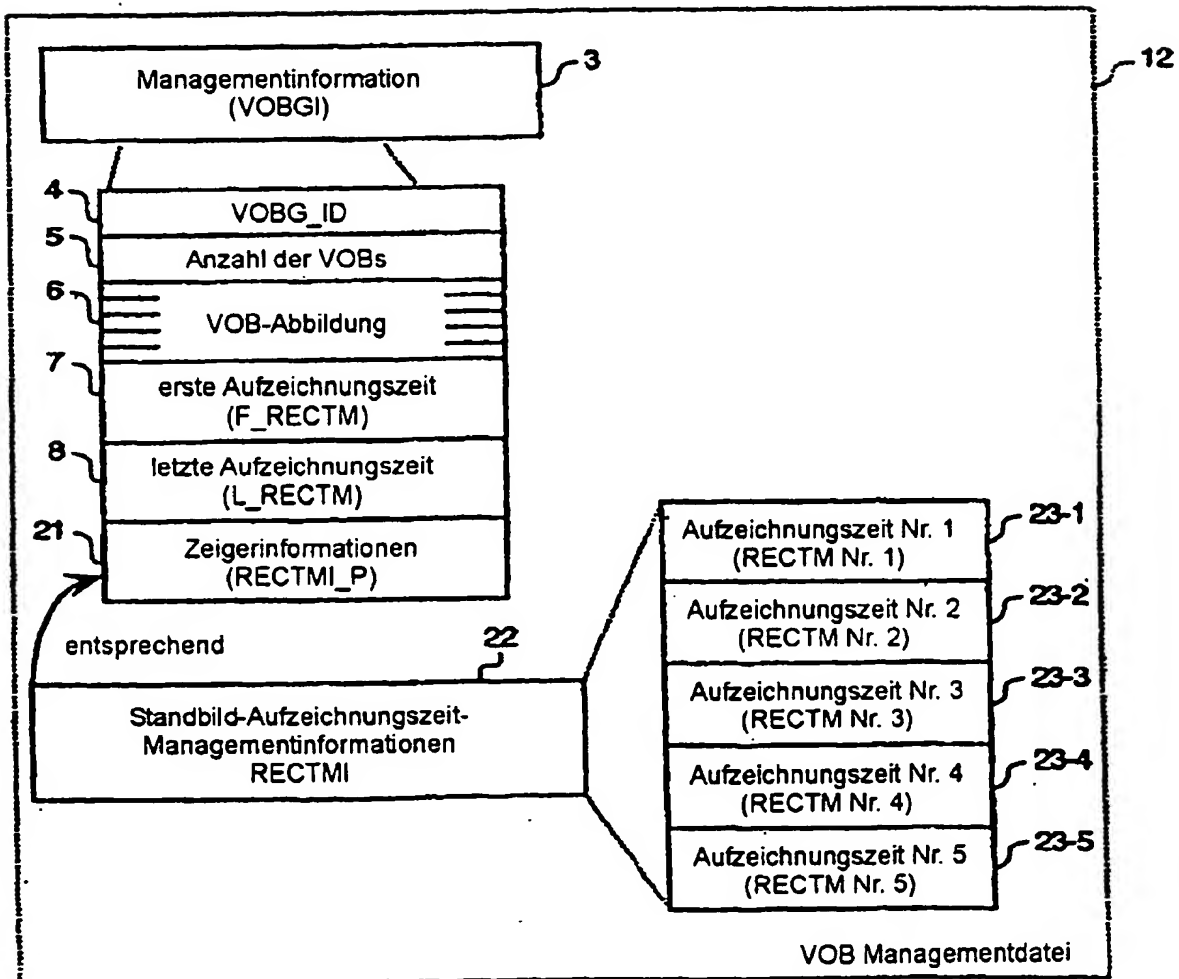 Managementinformation
(VOBGI)
3
12
4
VOBG_ID
5
Anzahl der VOBs
6
VOB-Abbildung
7
erste Aufzeichnungszeit
(F_RECTM)
8
letzte Aufzeichnungszeit
(L_RECTM)
21
Zeigerinformationen
(RECTMI_P)
entsprechend
22
Standbild-Aufzeichnungszeit-
Managementinformationen
RECTMI
Aufzeichnungszeit Nr. 1
(RECTM Nr. 1)
23-1
Aufzeichnungszeit Nr. 2
(RECTM Nr. 2)
23-2
Aufzeichnungszeit Nr. 3
(RECTM Nr. 3)
23-3
Aufzeichnungszeit Nr. 4
(RECTM Nr. 4)
23-4
Aufzeichnungszeit Nr. 5
(RECTM Nr. 5)
23-5
VOB Managementdatei